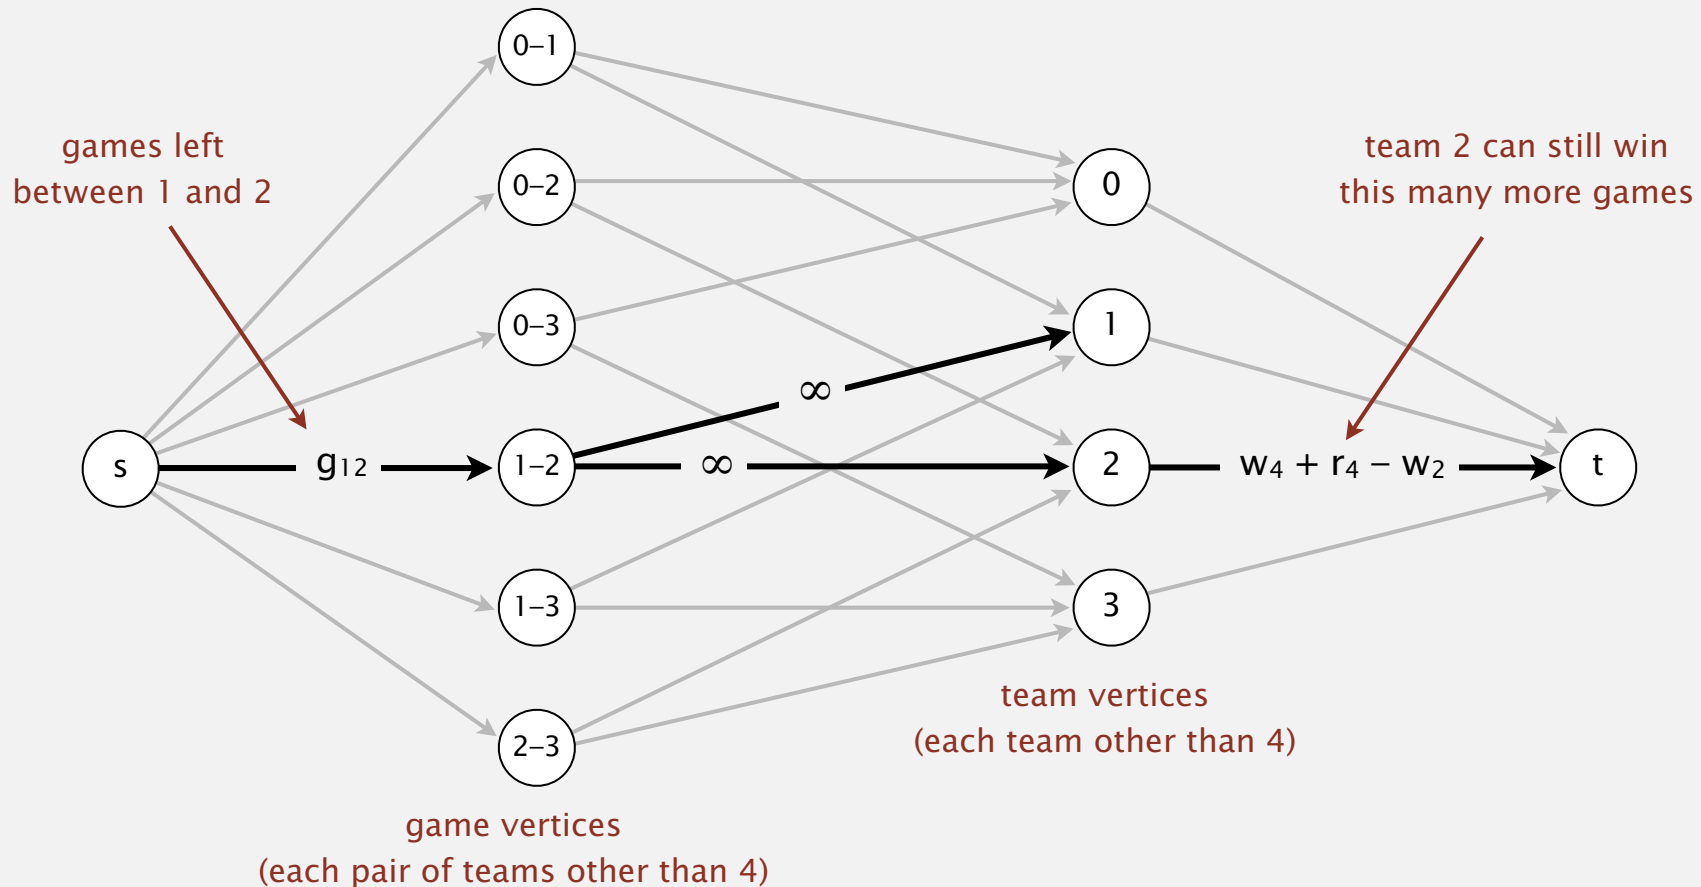 0–1
games left
between 1 and 2
team 2 can still win
this many more games
0–2
0
0–3
1
∞
s
g12
1–2
∞
2
w4 + r4 − w2
t
1–3
3
team vertices
(each team other than 4)
2–3
game vertices
(each pair of teams other than 4)